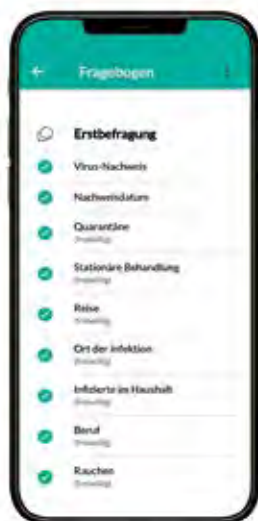 Fragebogen
Erstbefragung
Virus-Nachweis
Nachweisdatum
Quarantäne
Stationäre Behandlung
Reise
Ort der Infektion
Infizierte im Haushalt
Beruf
Rauchen